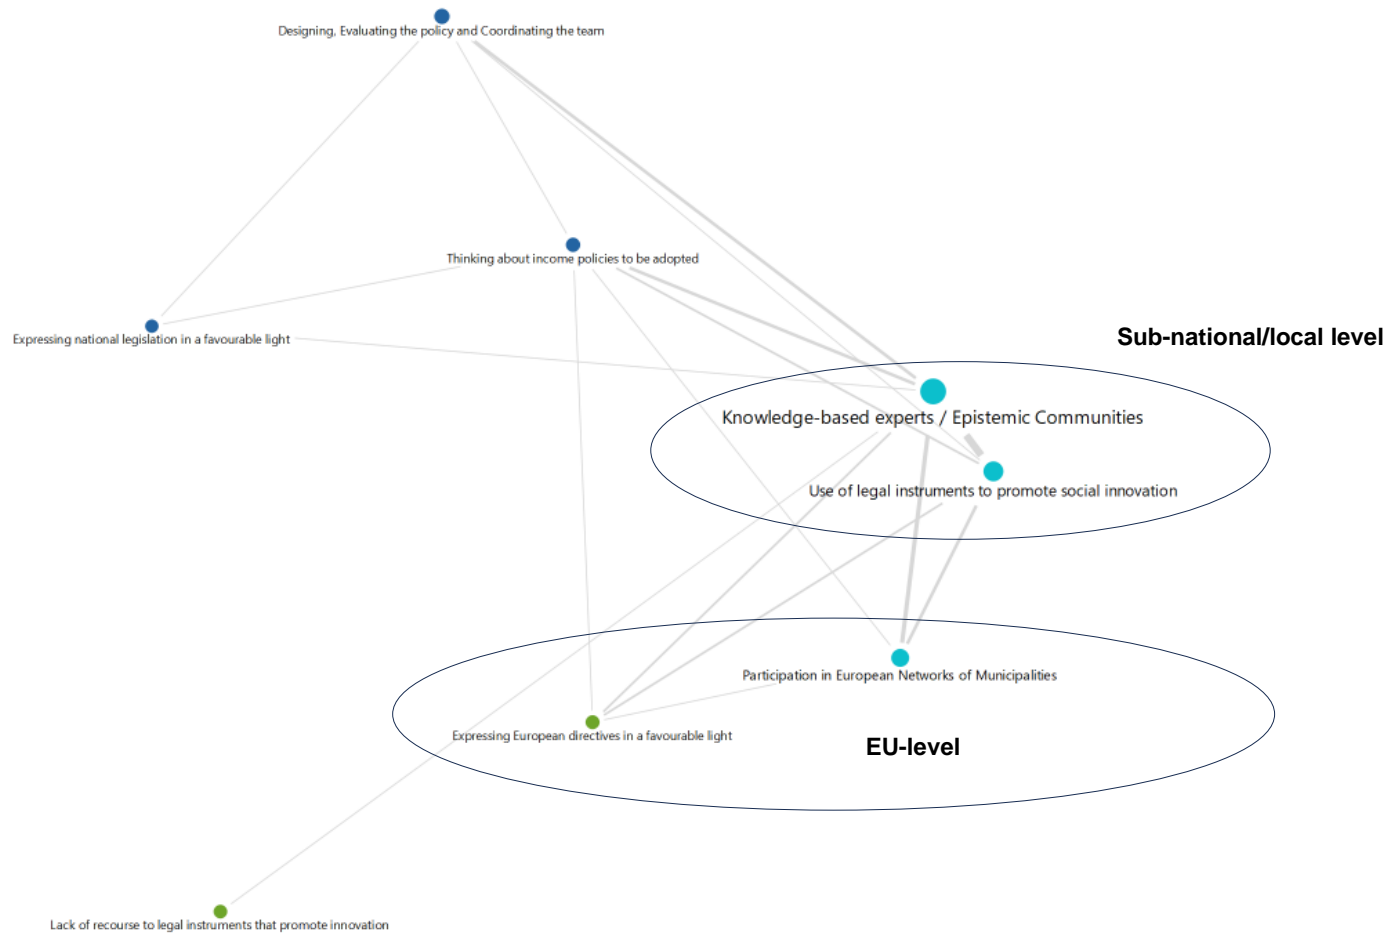 Designing, Evaluating the policy and Coordinating the team
Thinking about income policies to be adopted
Expressing national legislation in a favourable light
Sub-national/local level
Knowledge-based experts / Epistemic Communities
Use of legal instruments to promote social innovation
Participation in European Networks of Municipalities
Expressing European directives in a favourable light
EU-level
Lack of recourse to legal instruments that promote innovation